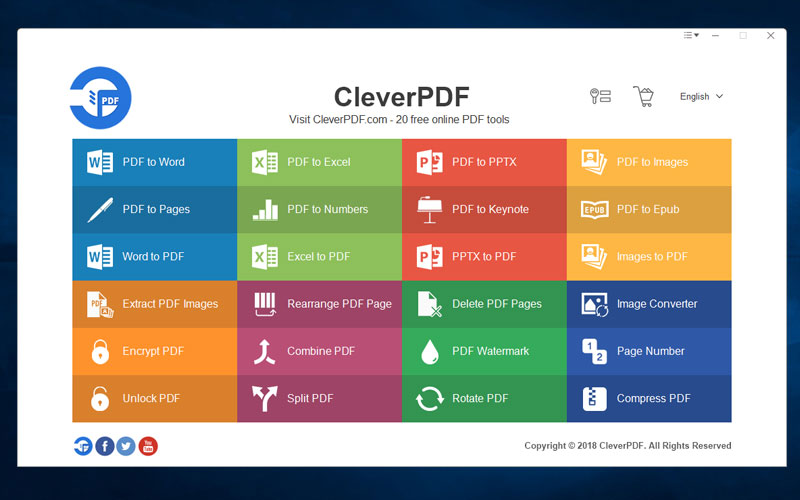 PDF
CleverPDF
Visit CleverPDF.com - 20 free online PDF tools
English
W PDF to Word
X PDF to Excel
P PDF to PPTX
PDF to Images
PDF to Pages
PDF to Numbers
PDF to Keynote
EPUB PDF to Epub
W Word to PDF
X Excel to PDF
P PPTX to PDF
Images to PDF
PDF Extract PDF Images
Rearrange PDF Page
Delete PDF Pages
Image Converter
Encrypt PDF
Combine PDF
PDF Watermark
1 2 Page Number
Unlock PDF
Split PDF
Rotate PDF
Compress PDF
f
You Tube
Copyright © 2018 CleverPDF. All Rights Reserved